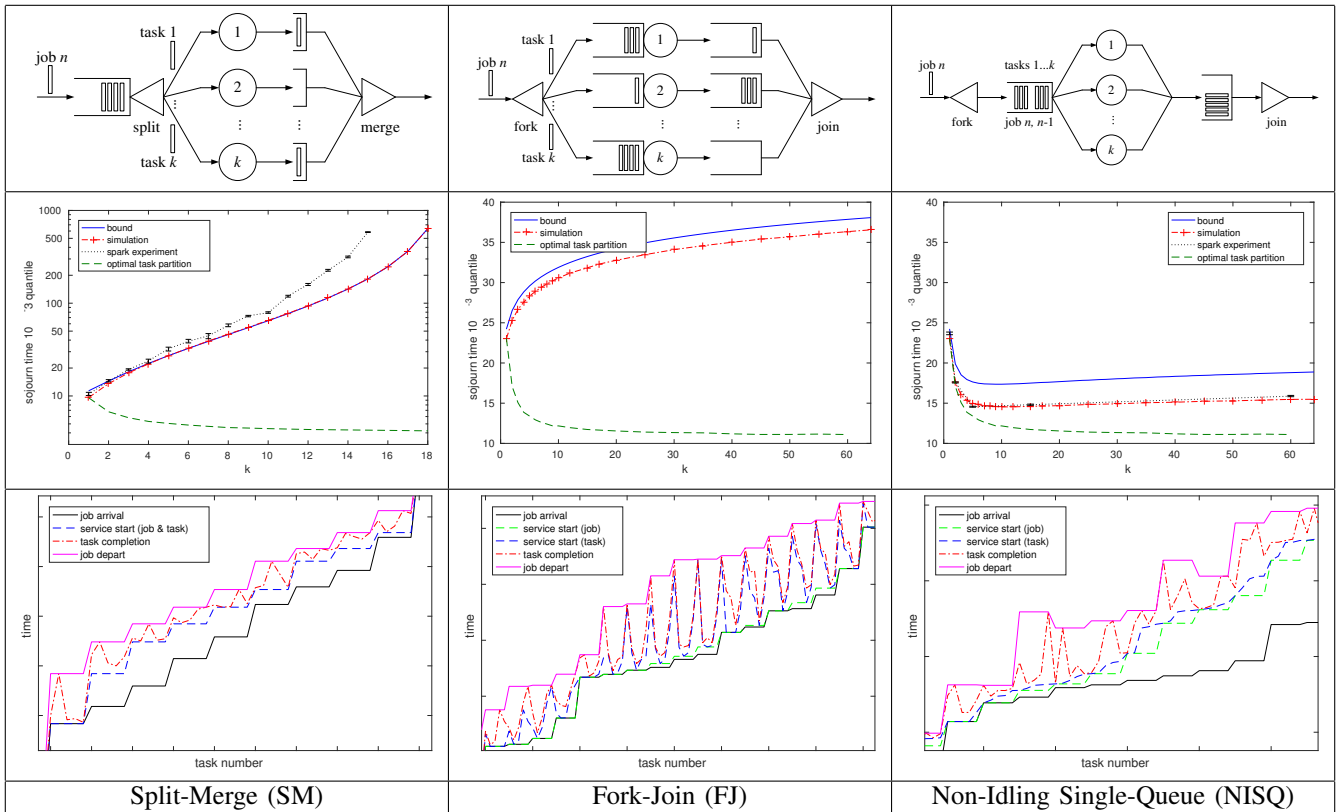 job n
task 1
1
2
⋮
k
split
task k
merge
job n
task 1
1
2
⋮
k
fork
task k
join
job n
tasks 1...k
1
2
⋮
k
fork
job n, n-1
join
sojourn time 10⁻3 quantile
1000
500
200
100
50
20
10
bound
simulation
spark experiment
optimal task partition
0 2 4 6 8 10 12 14 16 18
k
sojourn time 10⁻³ quantile
40
35
30
25
20
15
10
bound
simulation
optimal task partition
0 10 20 30 40 50 60
k
sojourn time 10⁻³ quantile
40
35
30
25
20
15
10
bound
simulation
spark experiment
optimal task partition
0 10 20 30 40 50 60
k
time
job arrival
service start (job & task)
task completion
job depart
task number
time
job arrival
service start (job)
service start (task)
task completion
job depart
task number
time
job arrival
service start (job)
service start (task)
task completion
job depart
task number
Split-Merge (SM)
Fork-Join (FJ)
Non-Idling Single-Queue (NISQ)